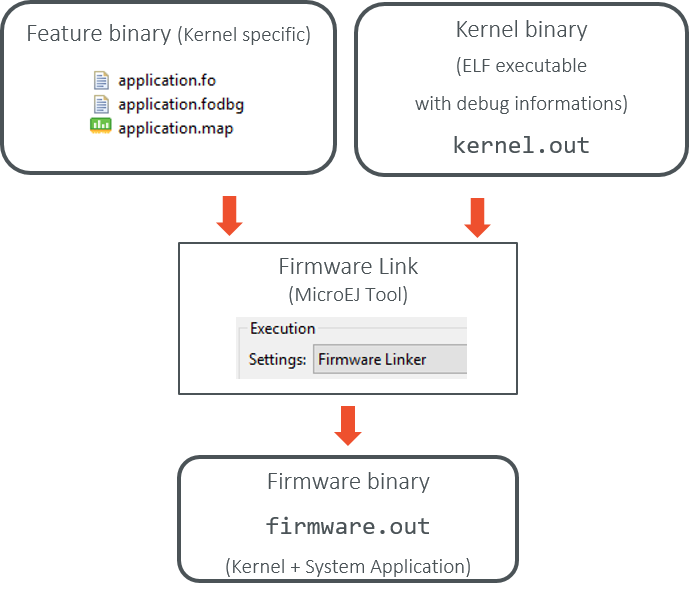 Feature binary (Kernel specific)
application.fo
application.fodbg
application.map
Kernel binary
(ELF executable
with debug informations)
kernel.out
Firmware Link
(MicroEJ Tool)
Execution
Settings: Firmware Linker
Firmware binary
firmware.out
(Kernel + System Application)